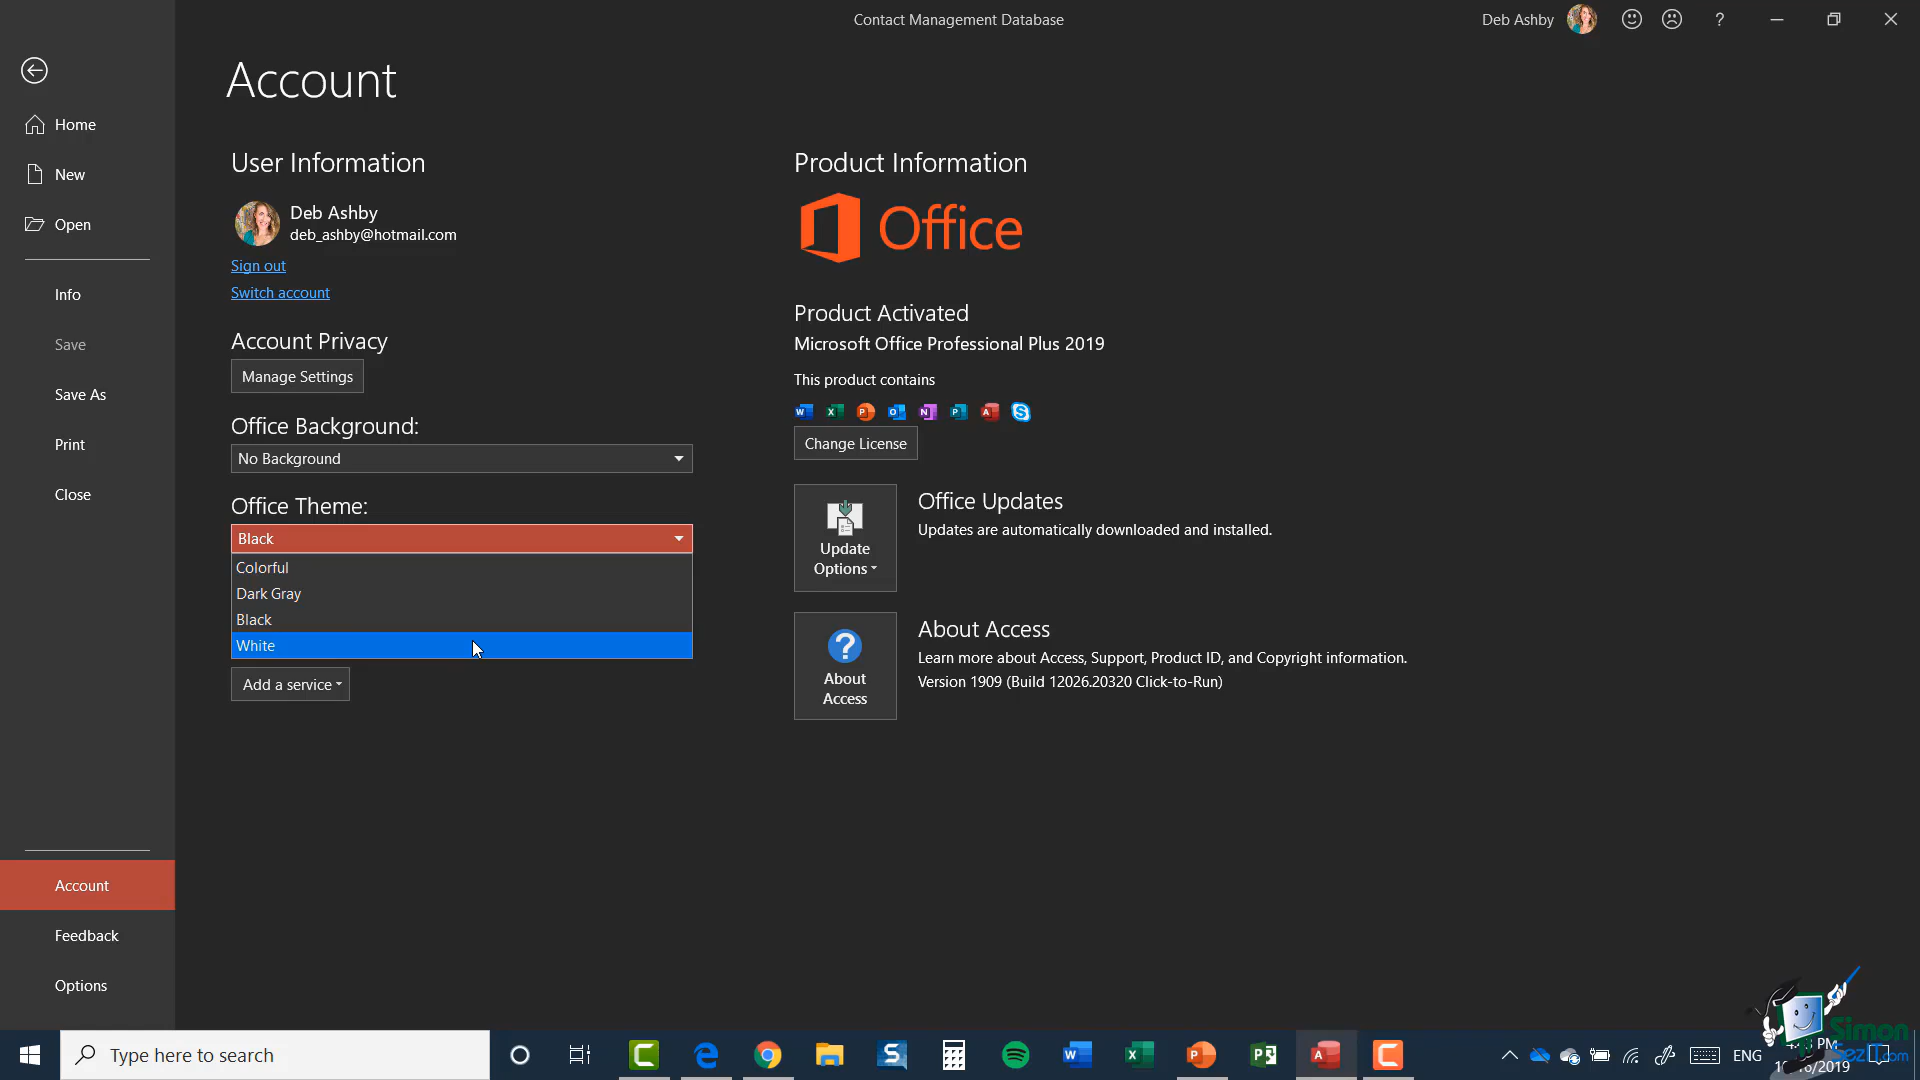 Contact Management Database
Deb Ashby
?
Account
Home
New
Open
Info
Save
Save As
Print
Close
Account
Feedback
Options
User Information
Deb Ashby
deb_ashby@hotmail.com
Sign out
Switch account
Account Privacy
Manage Settings
Office Background:
No Background
Office Theme:
Black
Colorful
Dark Gray
Black
White
Add a service
Product Information
Office
Product Activated
Microsoft Office Professional Plus 2019
This product contains
Change License
Update
Options
Office Updates
Updates are automatically downloaded and installed.
About
Access
About Access
Learn more about Access, Support, Product ID, and Copyright information.
Version 1909 (Build 12026.20320 Click-to-Run)
Type here to search
ENG
PM
Simon
SezIT.com